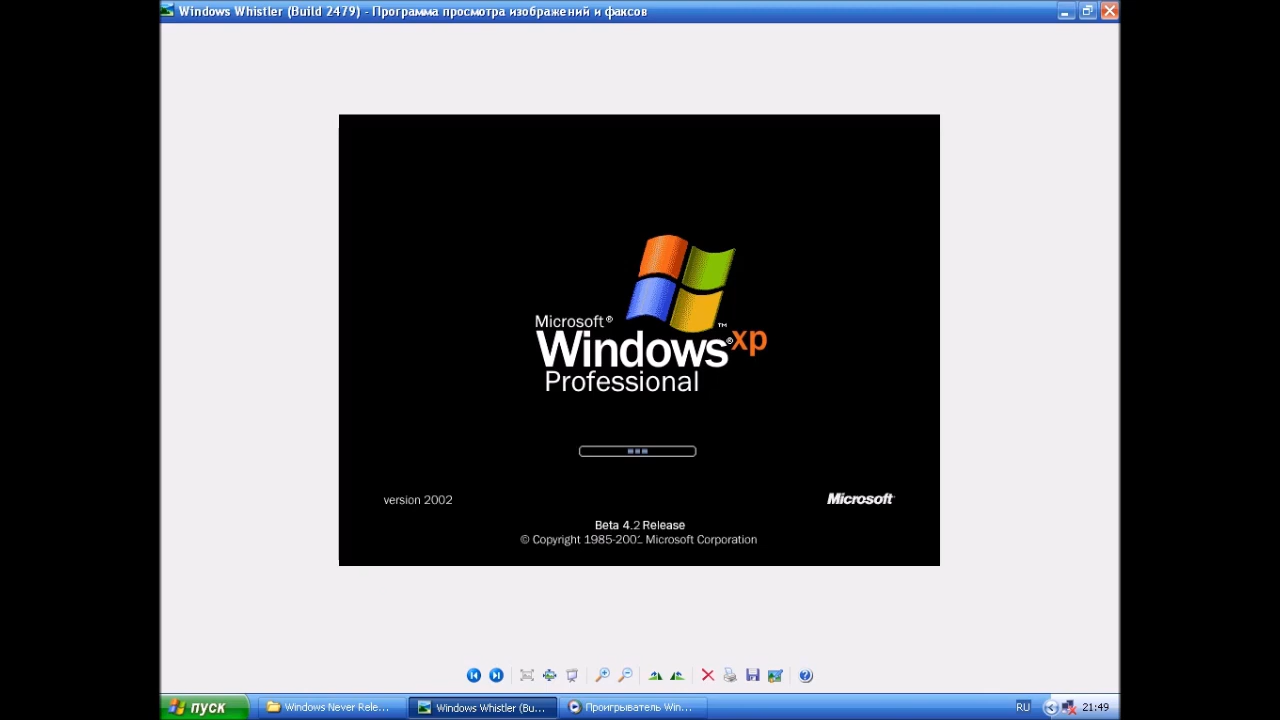 Windows Whistler (Build 2479) - Программа просмотра изображений и факсов
Microsoft®
Windows® xp™
Professional
version 2002
Microsoft
Beta 4.2 Release
© Copyright 1985-2001 Microsoft Corporation
пуск
Windows Never Rele...
Windows Whistler (Bu...
Проигрыватель Win...
RU
21:49